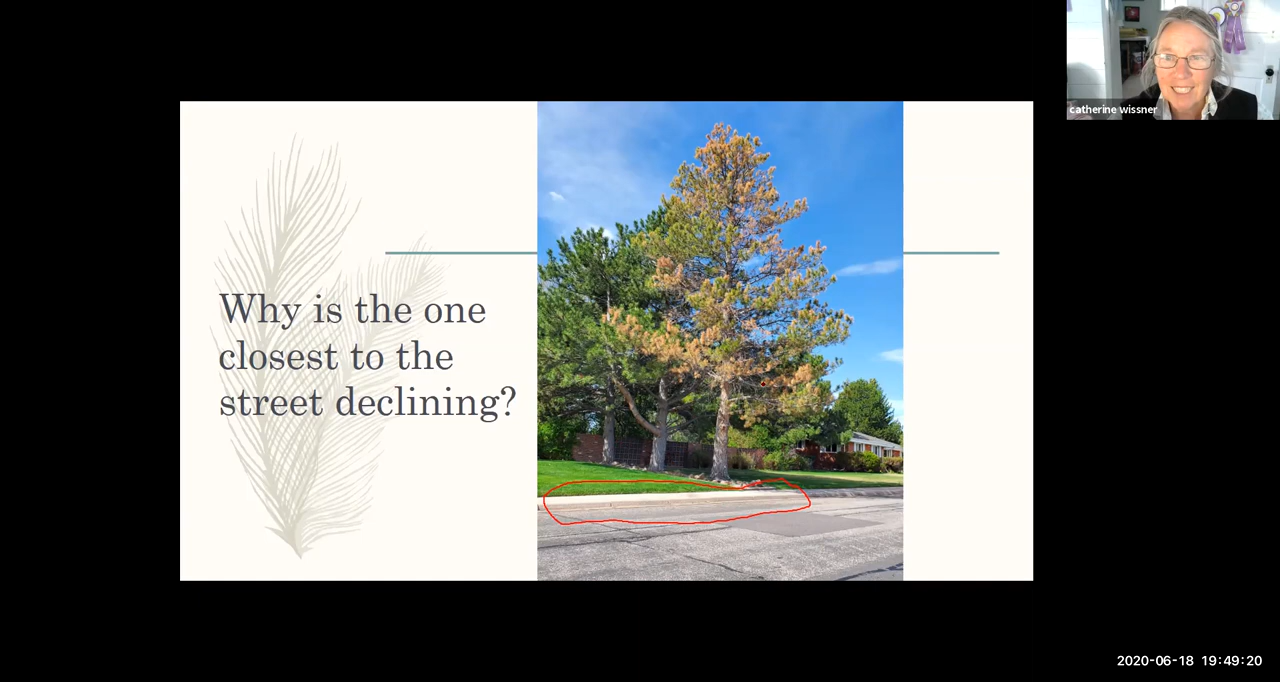 catherine wissner
Why is the one
closest to the
street declining?
2020-06-18 19:49:20